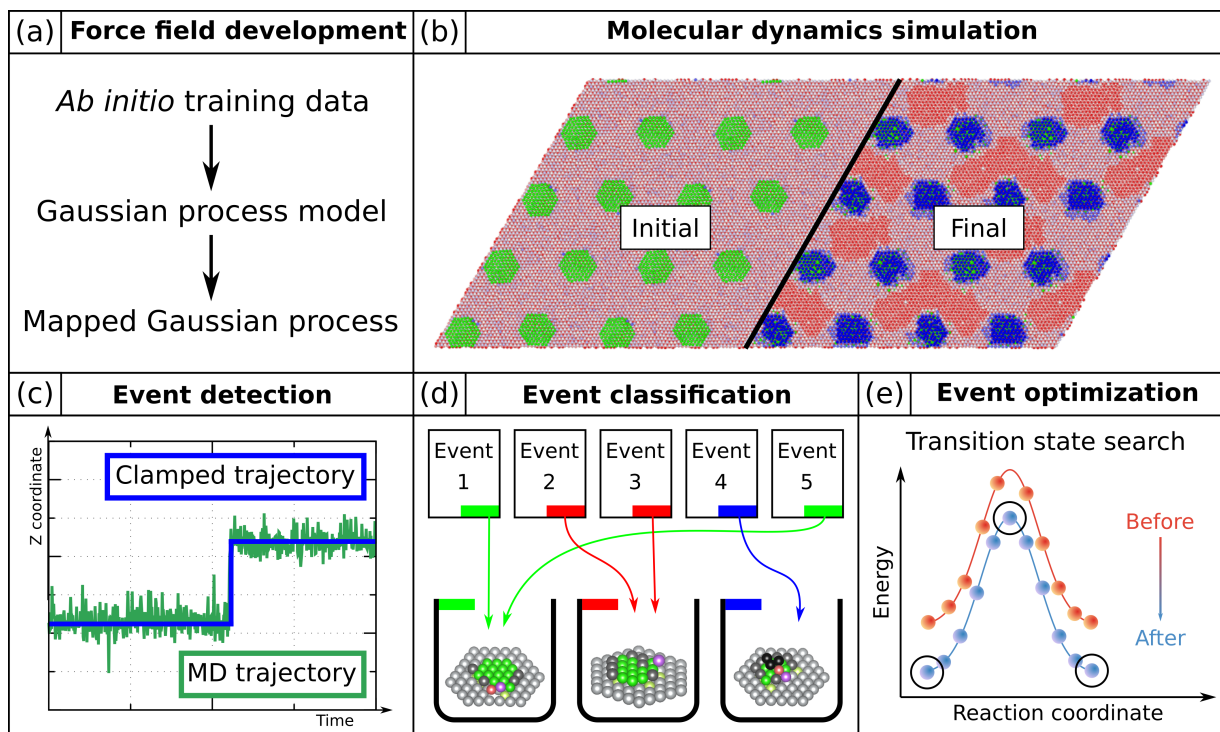 (a) Force field development
Ab initio training data
Gaussian process model
Mapped Gaussian process
(b) Molecular dynamics simulation
Initial
Final
(c) Event detection
Z coordinate
Clamped trajectory
MD trajectory
Time
(d) Event classification
Event
1
Event
2
Event
3
Event
4
Event
5
(e) Event optimization
Transition state search
Energy
Before
After
Reaction coordinate